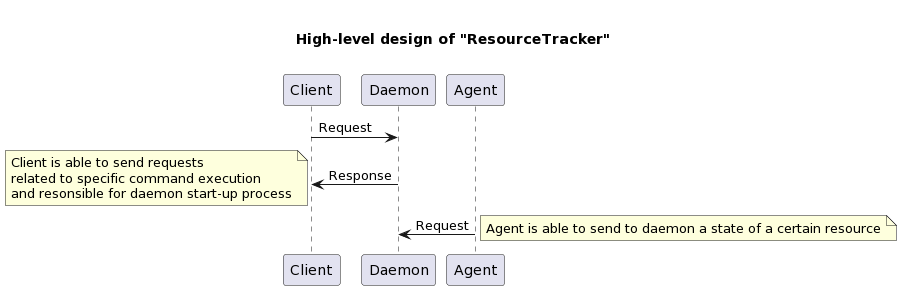 High-level design of "ResourceTracker"
Client Daemon Agent
Request
Client is able to send requests
related to specific command execution
and resonsible for daemon start-up process
Response
Request
Agent is able to send to daemon a state of a certain resource
Client Daemon Agent